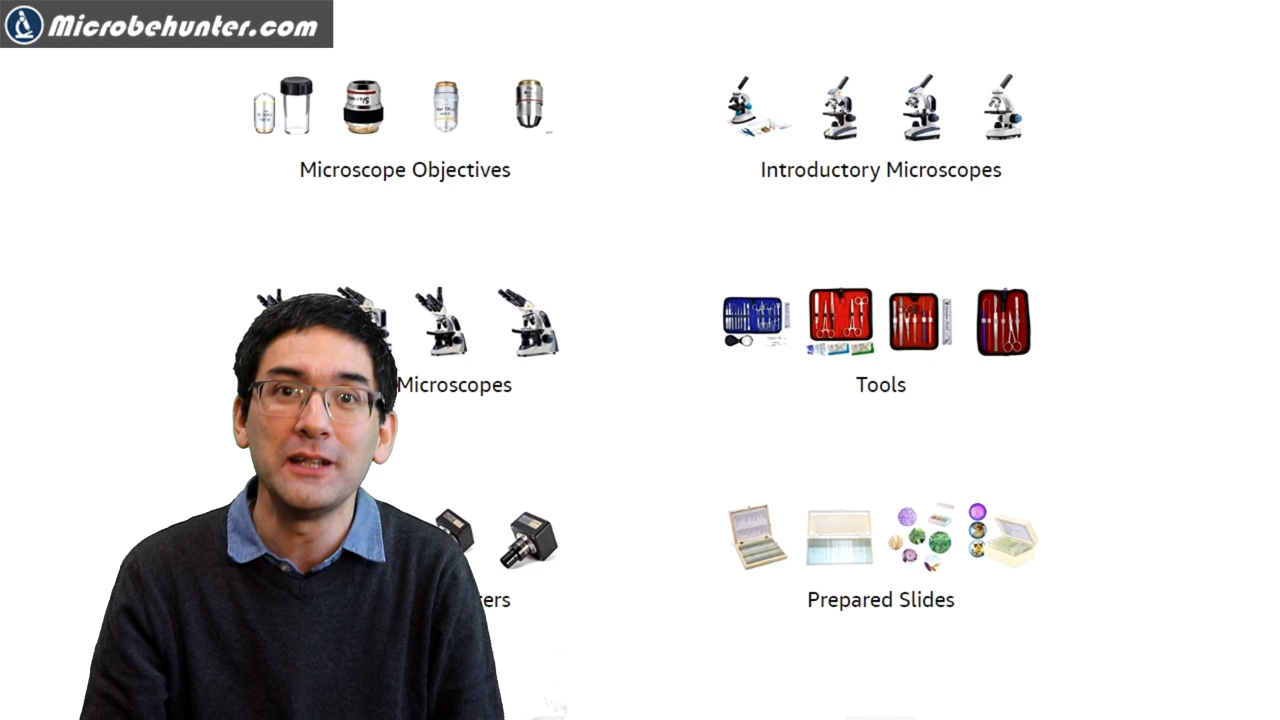 Microbehunter.com
Microscope Objectives
Introductory Microscopes
Microscopes
Tools
Prepared Slides